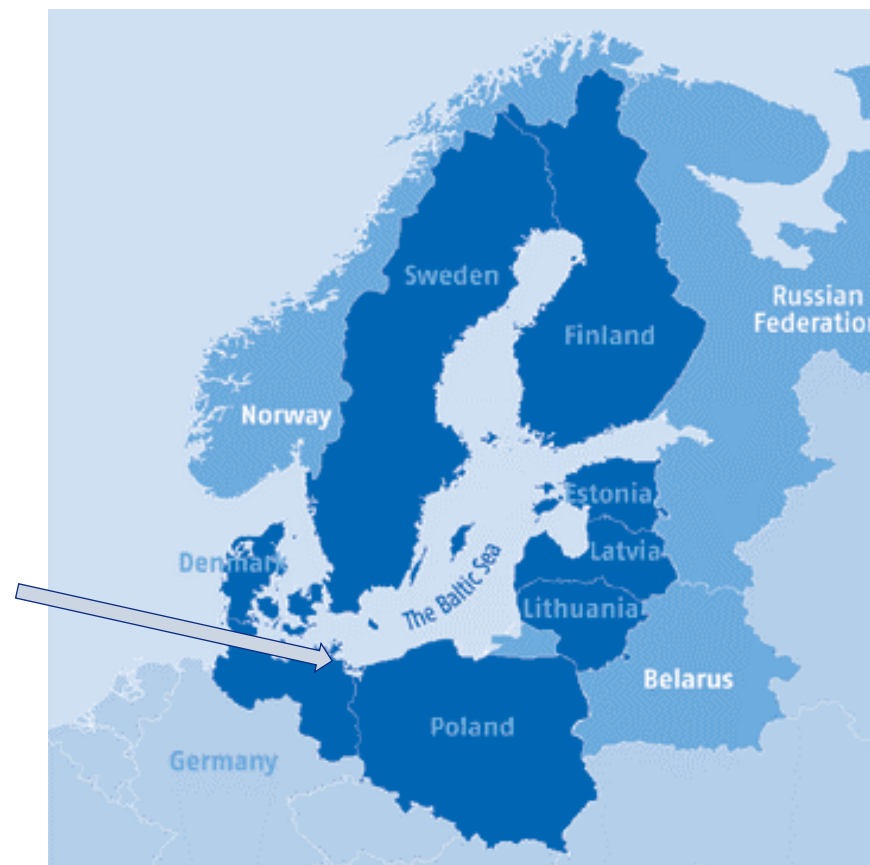 Sweden
Finland
Russian
Federation
Norway
Estonia
Denmark
Latvia
The Baltic Sea
Lithuania
Belarus
Poland
Germany